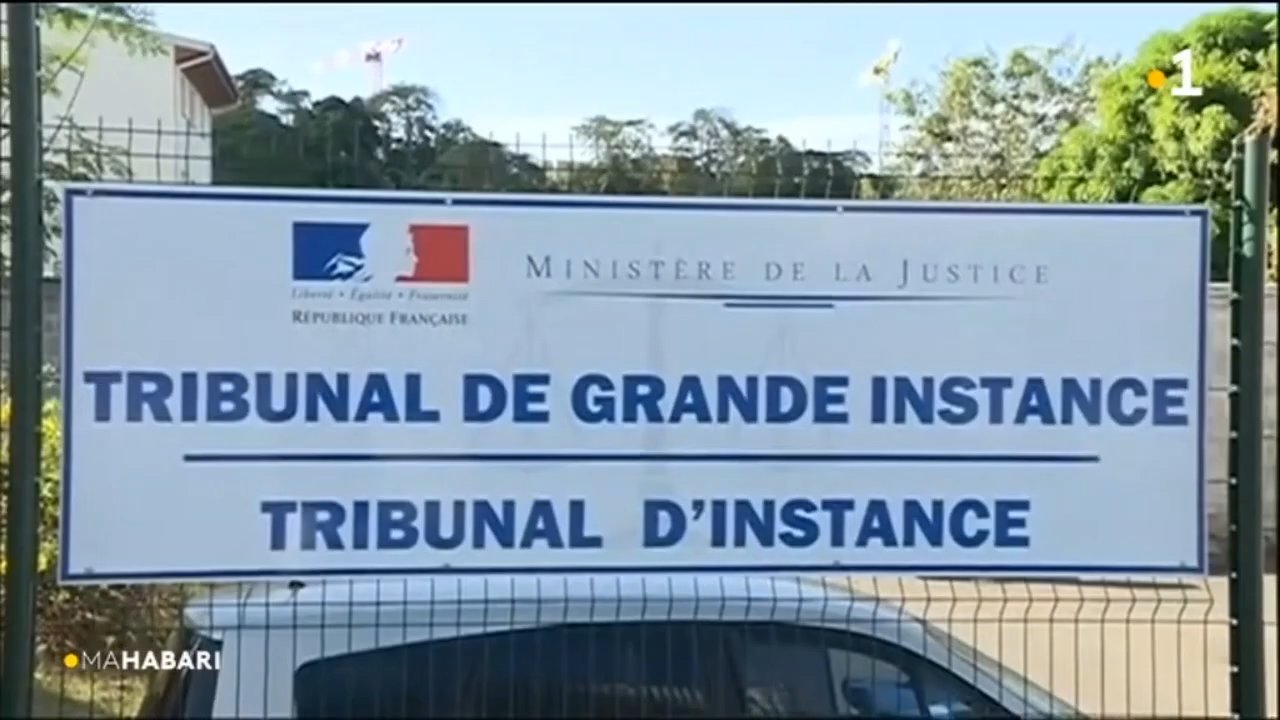 1
Liberté • Égalité • Fraternité
RÉPUBLIQUE FRANÇAISE
MINISTÈRE DE LA JUSTICE
TRIBUNAL DE GRANDE INSTANCE
TRIBUNAL D'INSTANCE
MAHABARI